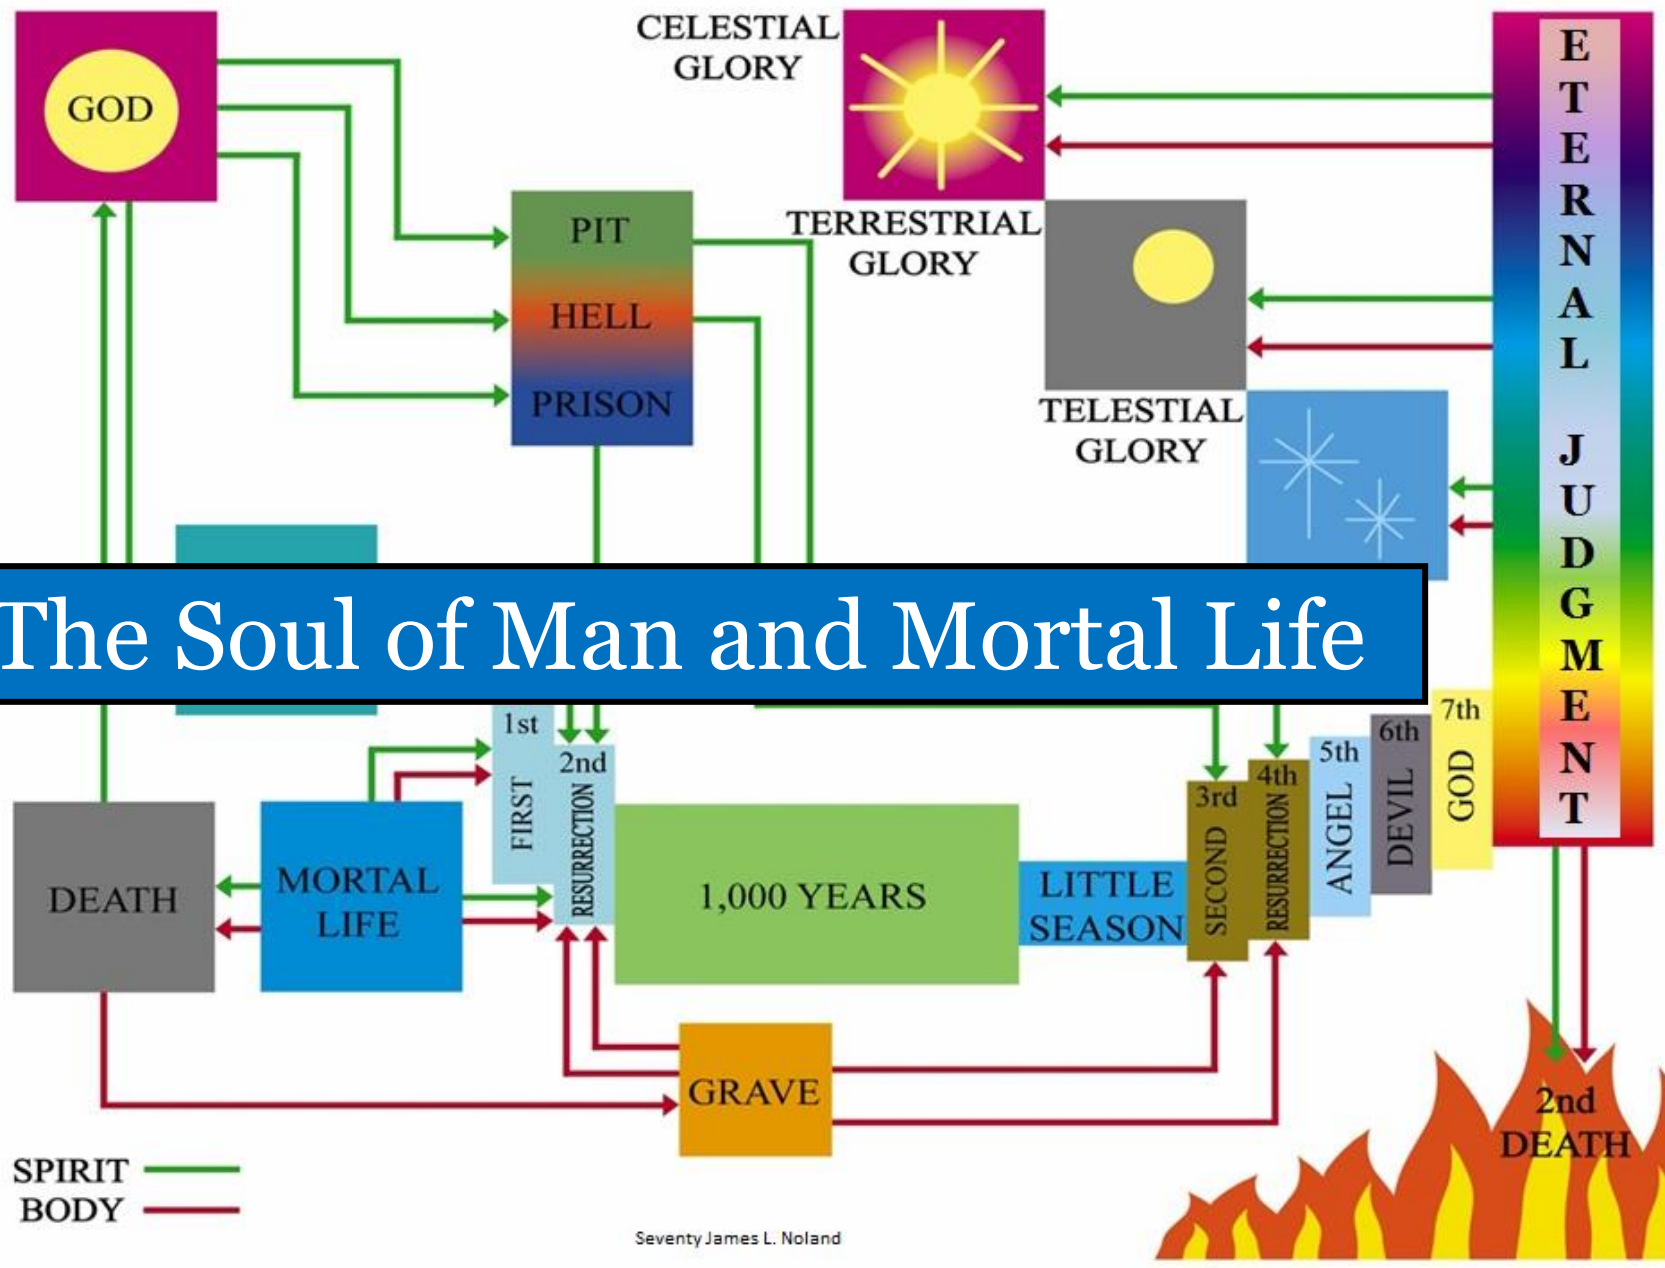 CELESTIAL
GLORY
GOD
PIT
HELL
PRISON
TERRESTRIAL
GLORY
TELESTIAL
GLORY
E
T
E
R
N
A
L
J
U
D
G
M
E
N
T
The Soul of Man and Mortal Life
1st
FIRST
2nd
RESURRECTION
3rd
SECOND
4th
RESURRECTION
5th
ANGEL
6th
DEVIL
7th
GOD
DEATH
MORTAL
LIFE
1,000 YEARS
LITTLE
SEASON
GRAVE
2nd
DEATH
SPIRIT
BODY
Seventy James L. Noland